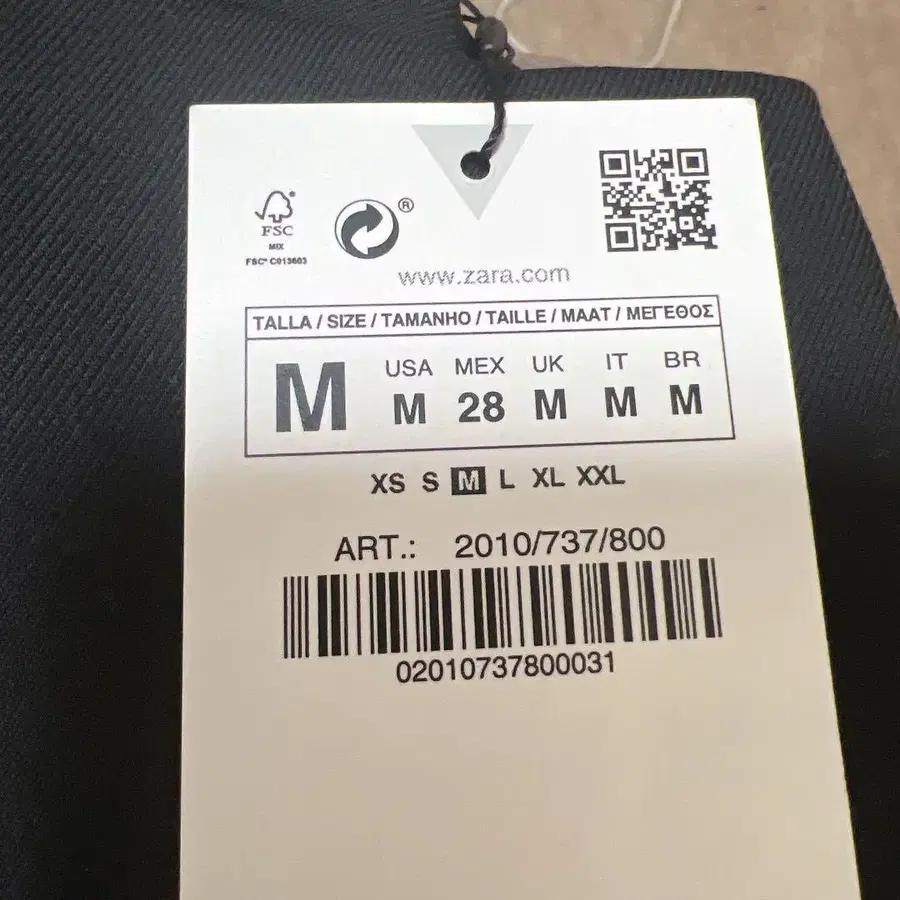 FSC
MIX
FSC® C013603
®
www.zara.com
TALLA / SIZE / TAMANHO / TAILLE / MAAT / ΜΕΓΕΘΟΣ
M
USA MEX UK IT BR
M 28 M M M
XS S M L XL XXL
ART.: 2010/737/800
02010737800031